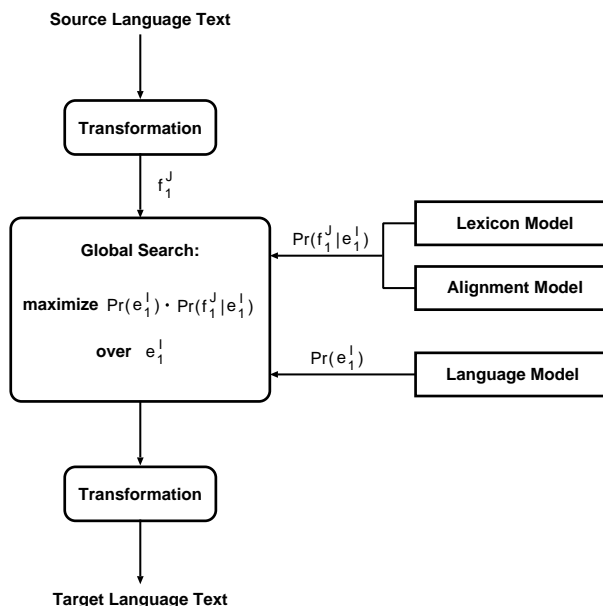 Source Language Text
Transformation
f_1^J
Global Search:
maximize Pr(e_1^I) · Pr(f_1^J|e_1^I)
over e_1^I
Pr(f_1^J|e_1^I)
Lexicon Model
Alignment Model
Pr(e_1^I)
Language Model
Transformation
Target Language Text